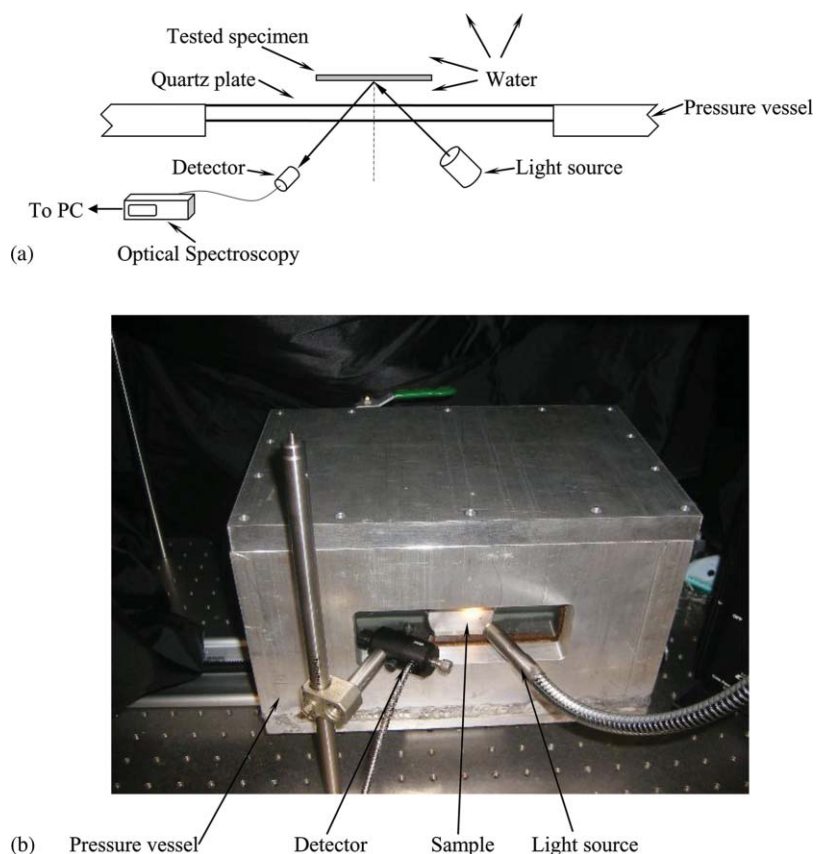 Tested specimen
Quartz plate
Water
Pressure vessel
Detector
Light source
To PC
Optical Spectroscopy
(a)
(b) Pressure vessel Detector Sample Light source